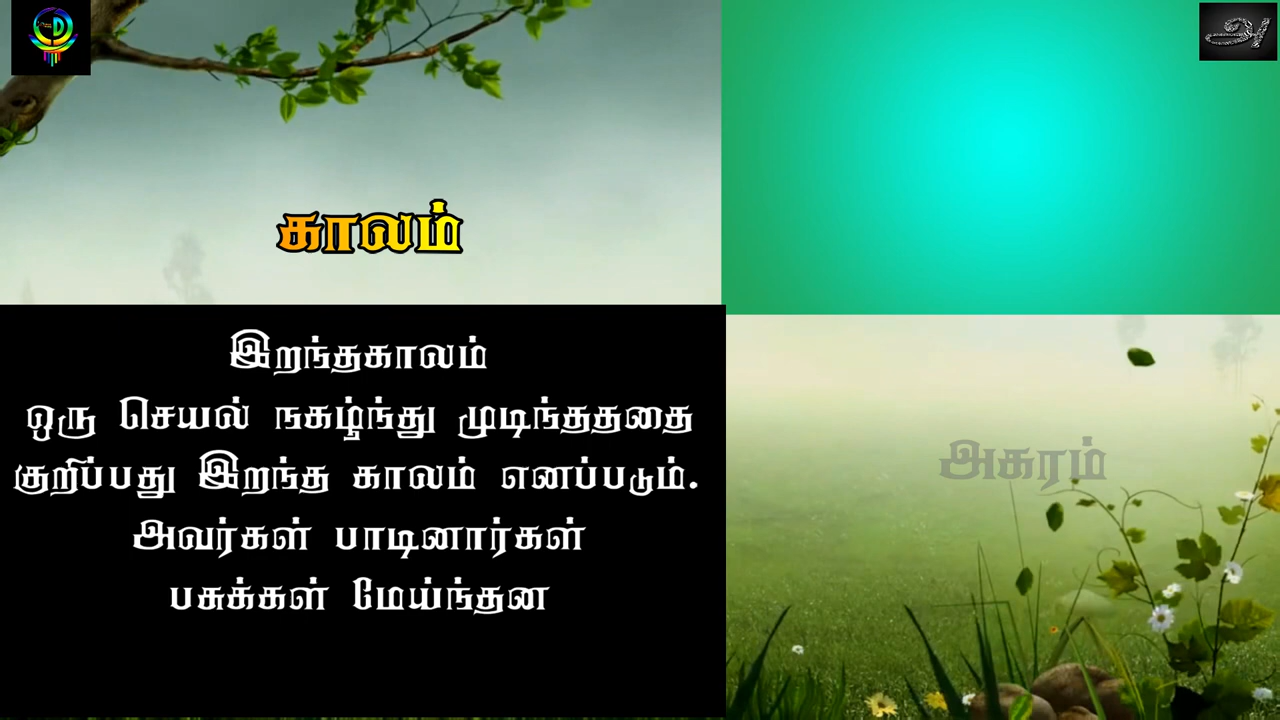 காலம்
இறந்தகாலம்
ஒரு செயல் நகழ்ந்து முடிந்தததை
குறிப்பது இறந்த காலம் எனப்படும்.
அவர்கள் பாடினார்கள்
பசுக்கள் மேய்ந்தன
அகரம்